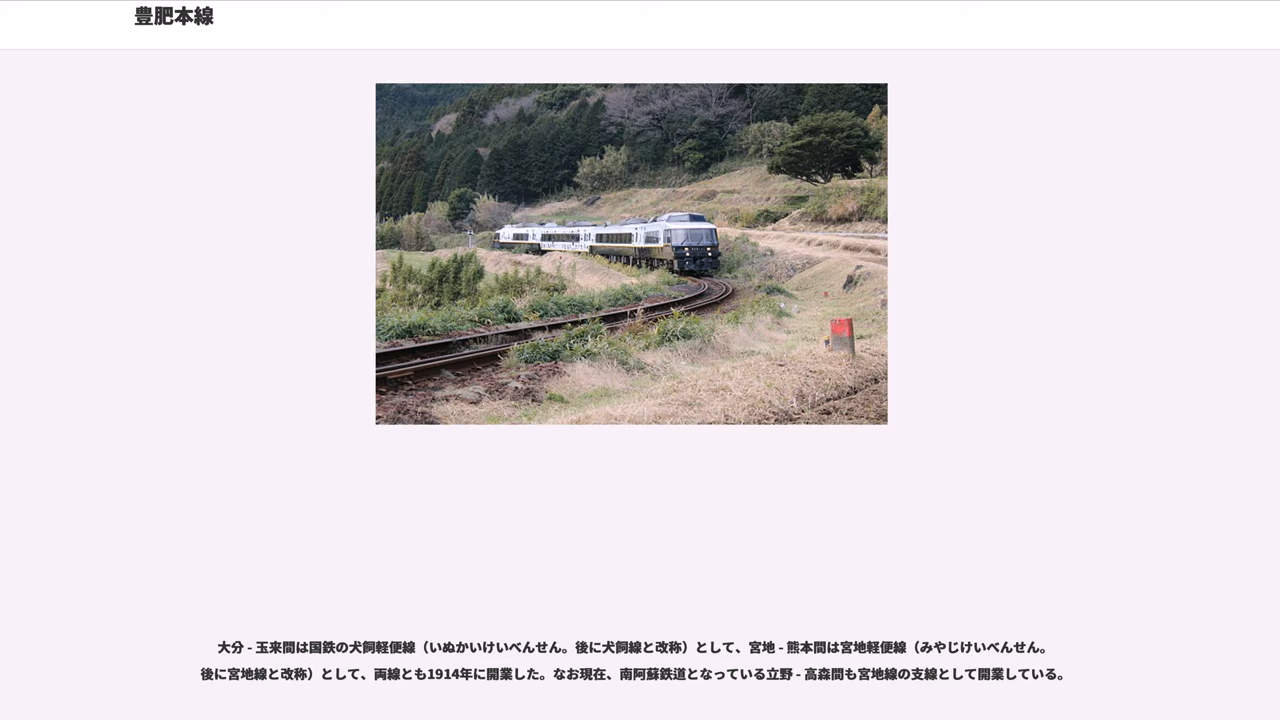 豊肥本線
大分 - 玉来間は国鉄の犬飼軽便線（いぬかいけいべんせん。後に犬飼線と改称）として、宮地 - 熊本間は宮地軽便線（みやじけいべんせん。
後に宮地線と改称）として、両線とも1914年に開業した。なお現在、南阿蘇鉄道となっている立野 - 高森間も宮地線の支線として開業している。